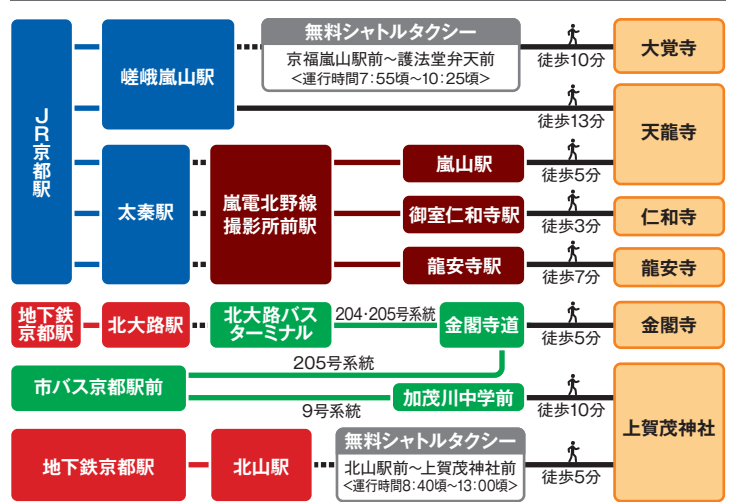 JR京都駅
嵯峨嵐山駅
無料シャトルタクシー
京福嵐山駅前〜護法堂弁天前
<運行時間7:55頃〜10:25頃>
徒歩10分
大覚寺
徒歩13分
天龍寺
太秦駅
嵐電北野線
撮影所前駅
嵐山駅
徒歩5分
御室仁和寺駅
徒歩3分
仁和寺
龍安寺駅
徒歩7分
龍安寺
地下鉄
京都駅
北大路駅
北大路バス
ターミナル
204・205号系統
金閣寺道
徒歩5分
金閣寺
205号系統
市バス京都駅前
9号系統
加茂川中学前
徒歩10分
上賀茂神社
地下鉄京都駅
北山駅
無料シャトルタクシー
北山駅前〜上賀茂神社前
<運行時間8:40頃〜13:00頃>
徒歩5分